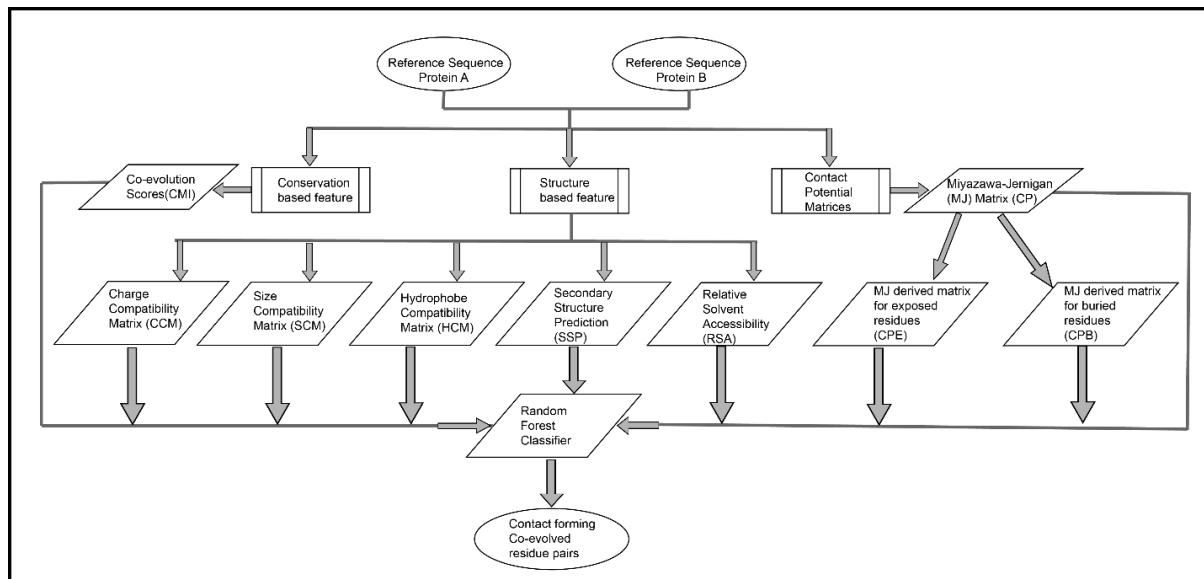 Reference Sequence
Protein A
Reference Sequence
Protein B
Co-evolution
Scores(CMI)
Conservation
based feature
Structure
based feature
Contact
Potential
Matrices
Miyazawa-Jernigan
(MJ) Matrix (CP)
Charge
Compatibility
Matrix (CCM)
Size
Compatibility
Matrix (SCM)
Hydrophobe
Compatibility
Matrix (HCM)
Secondary
Structure
Prediction
(SSP)
Relative
Solvent
Accessibility
(RSA)
MJ derived matrix
for exposed
residues
(CPE)
MJ derived matrix
for buried
residues
(CPB)
Random
Forest
Classifier
Contact forming
Co-evolved
residue pairs